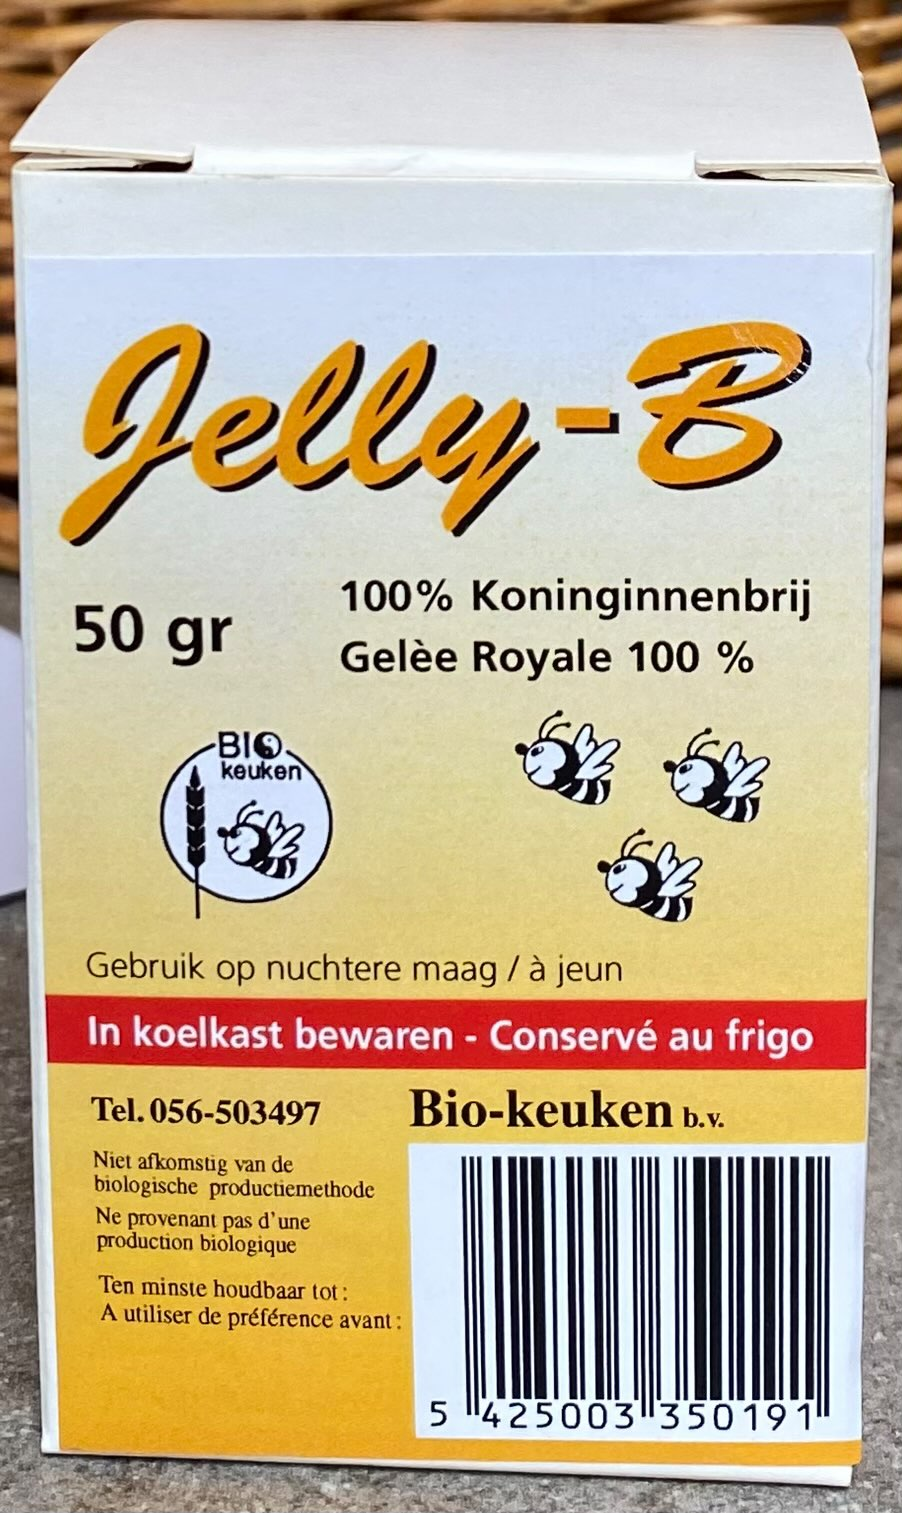 Jelly-B
50 gr
100% Koninginnenbrij
Gelèe Royale 100 %
BIO
keuken
Gebruik op nuchtere maag / à jeun
In koelkast bewaren - Conservé au frigo
Tel. 056-503497
Bio-keuken b.v.
Niet afkomstig van de
biologische productiemethode
Ne provenant pas d'une
production biologique
Ten minste houdbaar tot :
A utiliser de préférence avant :
5 425003 350191